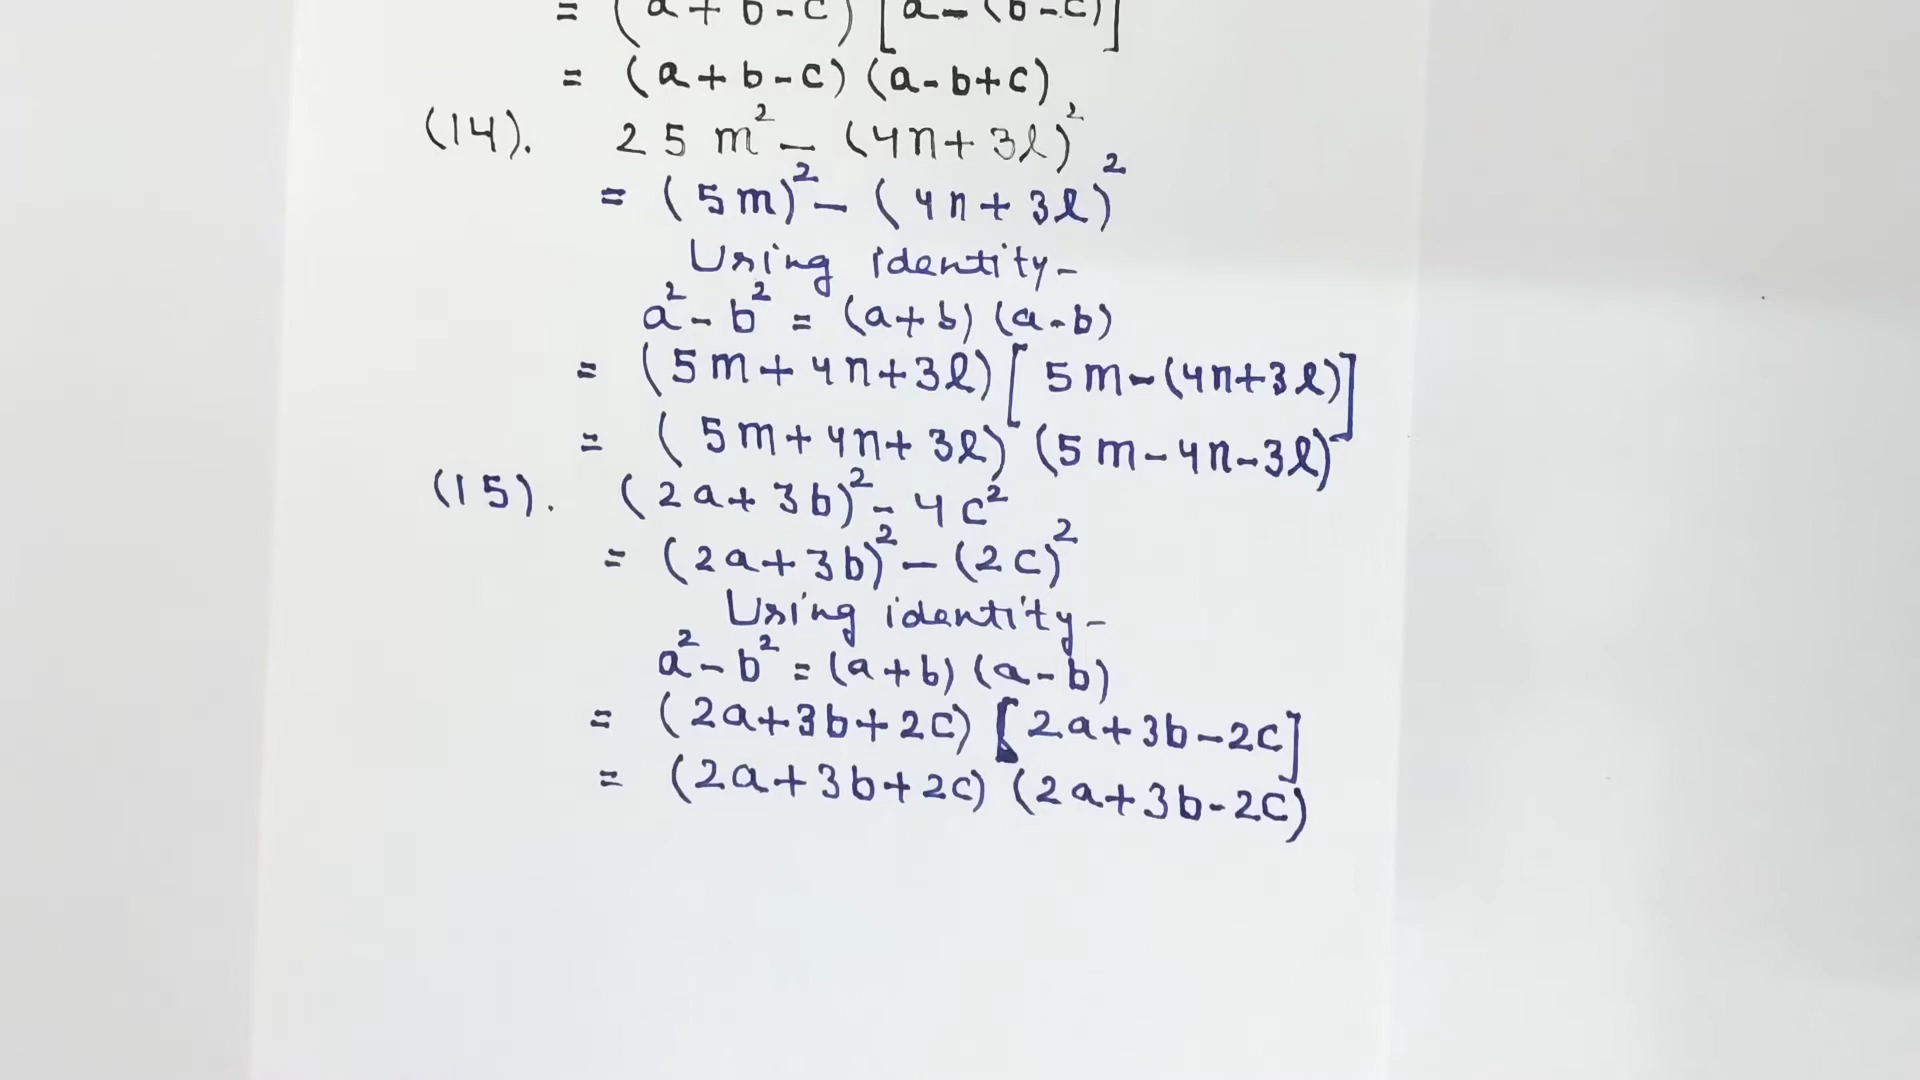 = (a+b-c) [a-(b-c)]
= (a+b-c) (a-b+c)
(14). 25 m² - (4n+3l)²
= (5m)² - (4n+3l)²
Using identity-
a²-b² = (a+b) (a-b)
= (5m+4n+3l) [5m-(4n+3l)]
= (5m+4n+3l) (5m-4n-3l)
(15). (2a+3b)² - 4c²
= (2a+3b)² - (2c)²
Using identity-
a²-b² = (a+b) (a-b)
= (2a+3b+2c) [2a+3b-2c]
= (2a+3b+2c) (2a+3b-2c)